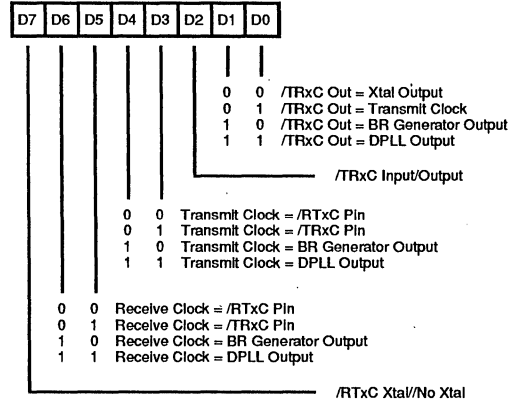 D7 D6 D5 D4 D3 D2 D1 D0
0 0 /TRxC Out = Xtal Output
0 1 /TRxC Out = Transmit Clock
1 0 /TRxC Out = BR Generator Output
1 1 /TRxC Out = DPLL Output
/TRxC Input/Output
0 0 Transmit Clock = /RTxC Pin
0 1 Transmit Clock = /TRxC Pin
1 0 Transmit Clock = BR Generator Output
1 1 Transmit Clock = DPLL Output
0 0 Receive Clock = /RTxC Pin
0 1 Receive Clock = /TRxC Pin
1 0 Receive Clock = BR Generator Output
1 1 Receive Clock = DPLL Output
/RTxC Xtal//No Xtal